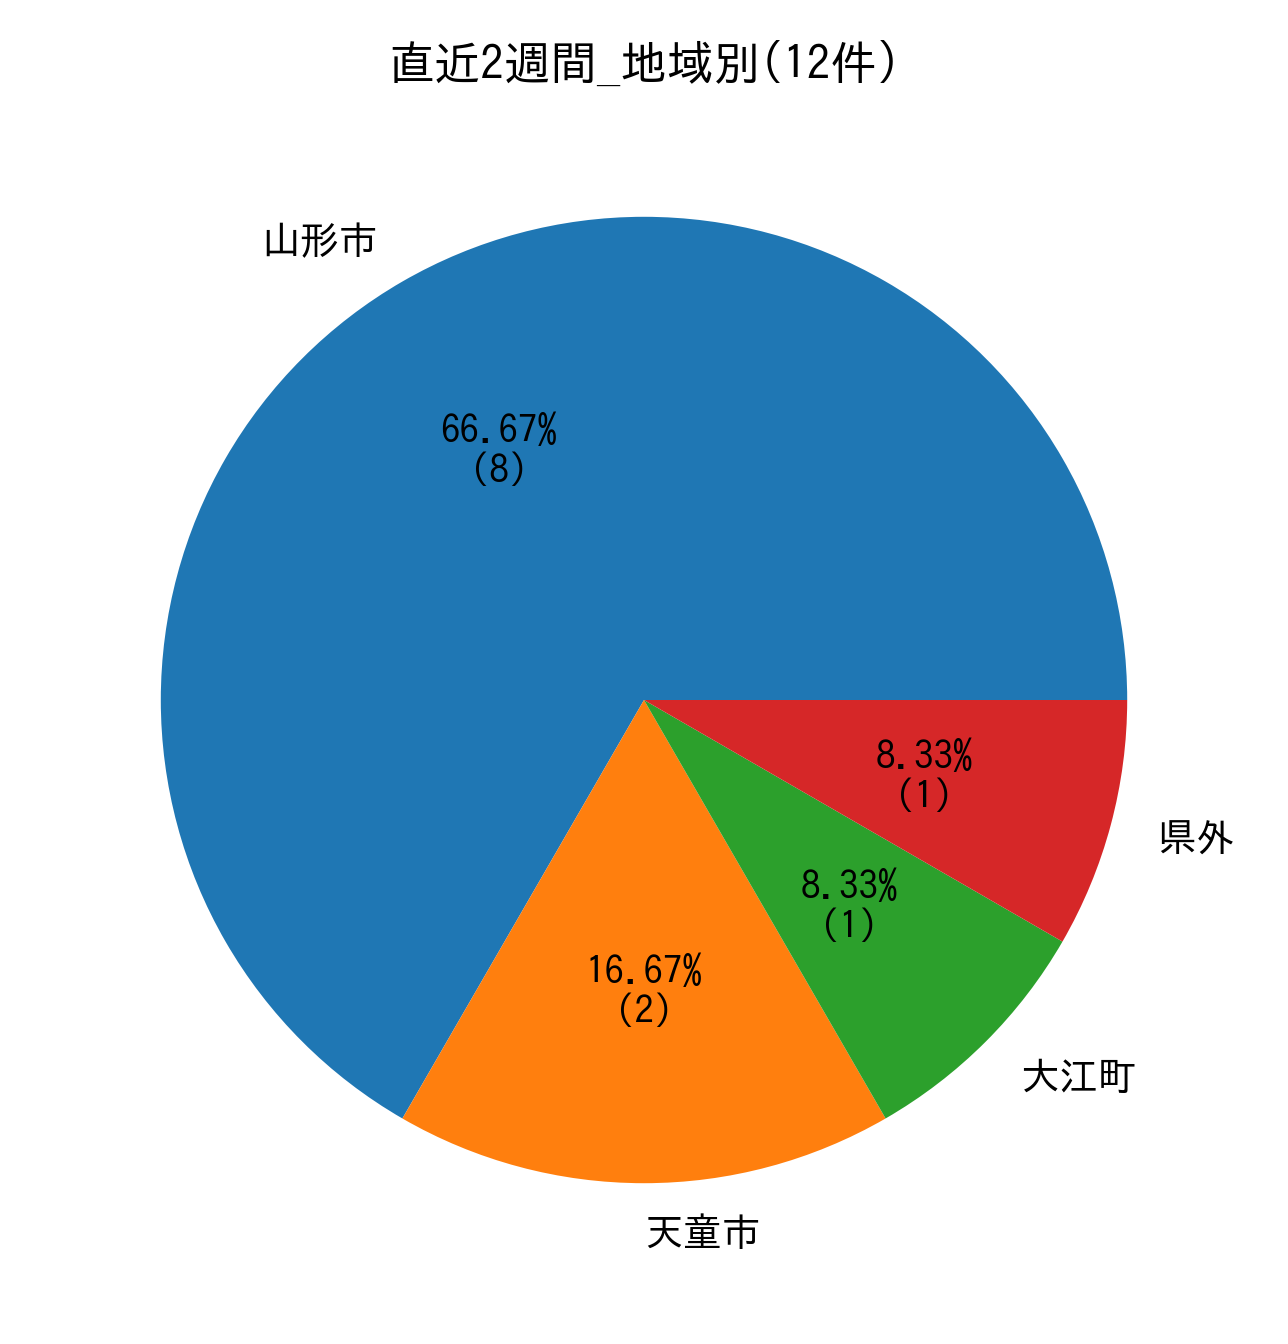 直近2週間_地域別(12件)
山形市
66.67%
(8)
8.33%
(1)
県外
8.33%
(1)
大江町
16.67%
(2)
天童市